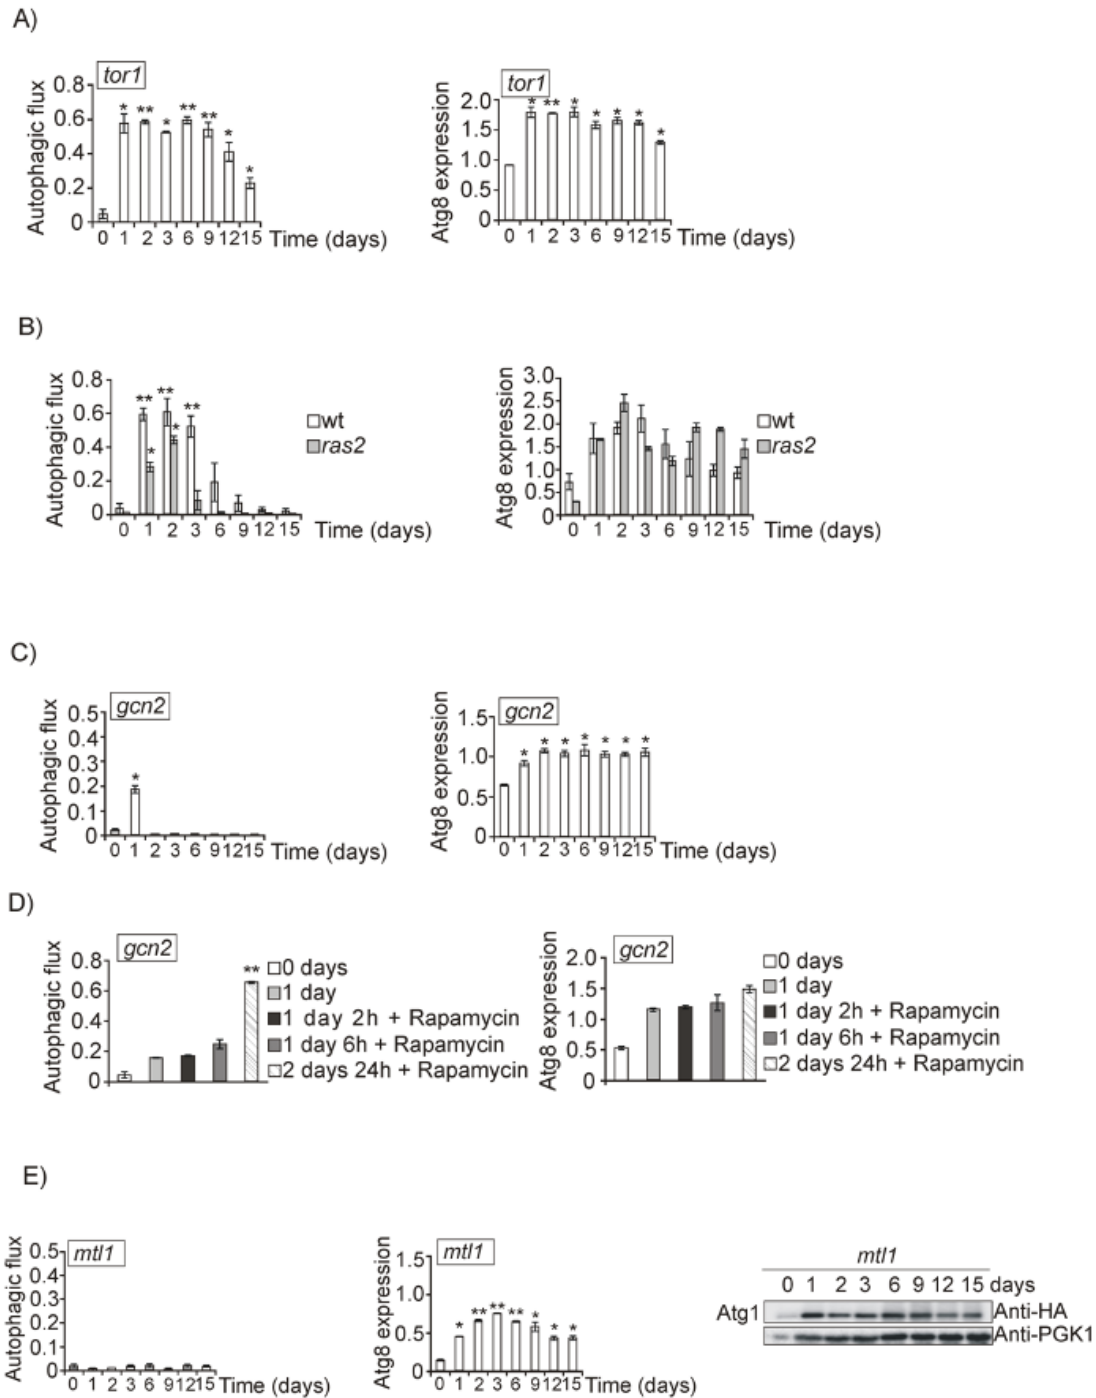 A)
tor1
Autophagic flux
0.8
0.6
0.4
0.2
0
* ** * ** ** * *
0 1 2 3 6 9 12 15 Time (days)
tor1
Atg8 expression
2.0
1.5
1.0
0.5
0
* ** * * * * *
0 1 2 3 6 9 12 15 Time (days)
B)
Autophagic flux
0.8
0.6
0.4
0.2
0
** * ** * **
wt
ras2
0 1 2 3 6 9 12 15 Time (days)
Atg8 expression
3.0
2.5
2.0
1.5
1.0
0.5
0
wt
ras2
0 1 2 3 6 9 12 15 Time (days)
C)
gcn2
Autophagic flux
0.5
0.4
0.3
0.2
0.1
0
*
0 1 2 3 6 9 12 15 Time (days)
gcn2
Atg8 expression
1.5
1.0
0.5
0
* * * * * * *
0 1 2 3 6 9 12 15 Time (days)
D)
gcn2
Autophagic flux
0.8
0.6
0.4
0.2
0
**
0 days
1 day
1 day 2h + Rapamycin
1 day 6h + Rapamycin
2 days 24h + Rapamycin
gcn2
Atg8 expression
2.0
1.5
1.0
0.5
0
0 days
1 day
1 day 2h + Rapamycin
1 day 6h + Rapamycin
2 days 24h + Rapamycin
E)
mtl1
Autophagic flux
0.5
0.4
0.3
0.2
0.1
0
0 1 2 3 6 9 12 15 Time (days)
mtl1
Atg8 expression
1.5
1.0
0.5
0
* ** ** ** * * *
0 1 2 3 6 9 12 15 Time (days)
mtl1
0 1 2 3 6 9 12 15 days
Atg1 Anti-HA
Anti-PGK1